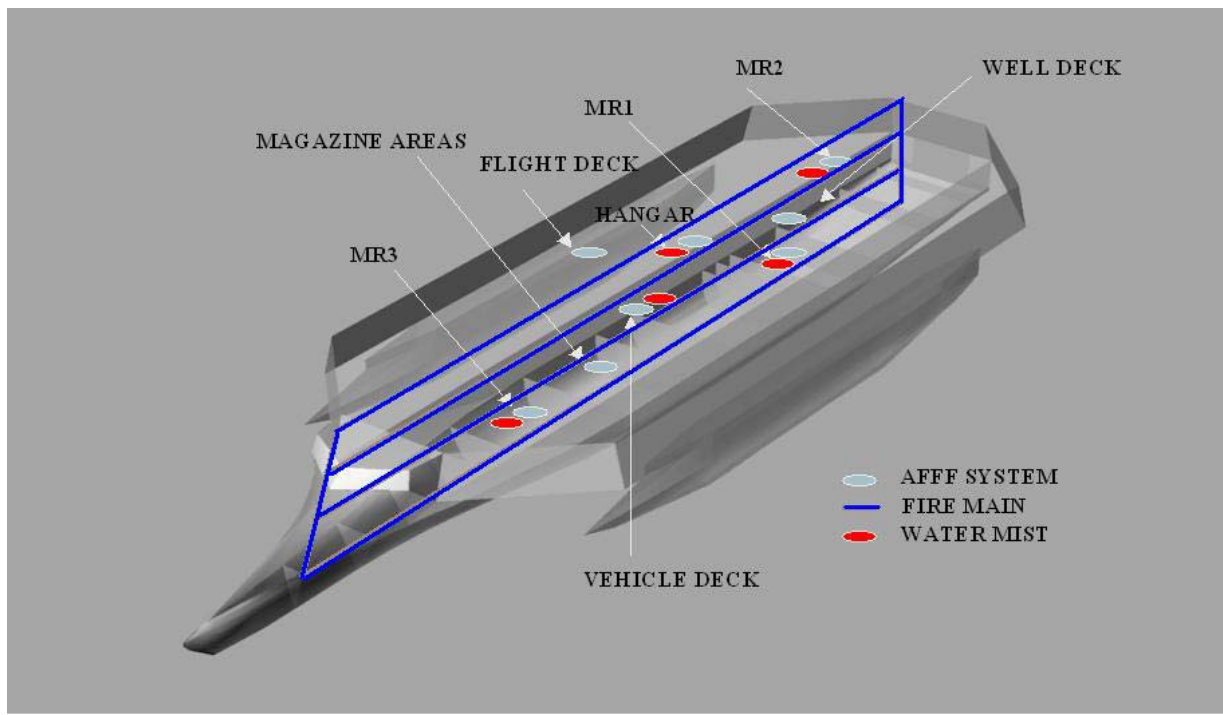 MR2
WELL DECK
MR1
MAGAZINE AREAS
FLIGHT DECK
HANGAR
MR3
AFFF SYSTEM
FIRE MAIN
WATER MIST
VEHICLE DECK